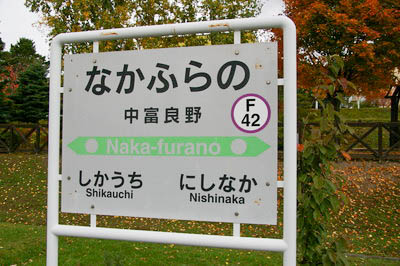 なかふらの
中富良野
F
42
Naka-furano
しかうち
Shikauchi
にしなか
Nishinaka